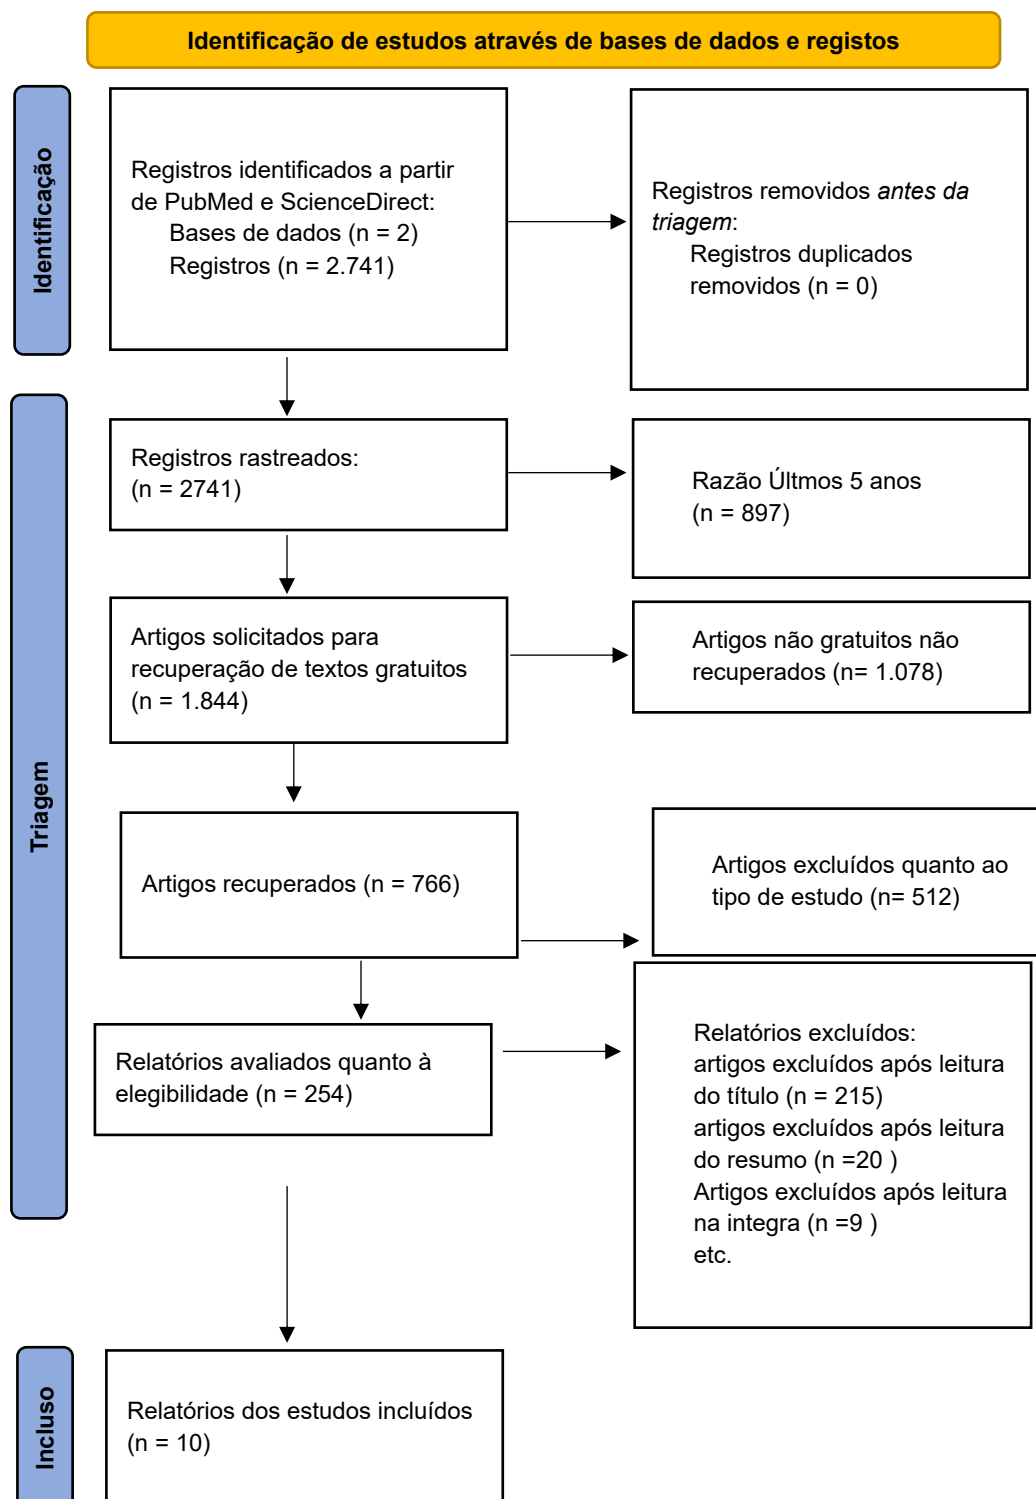 Identificação de estudos através de bases de dados e registos
Identificação
Registros identificados a partir
de PubMed e ScienceDirect:
Bases de dados (n = 2)
Registros (n = 2.741)
Registros removidos antes da
triagem:
Registros duplicados
removidos (n = 0)
Triagem
Registros rastreados:
(n = 2741)
Razão Últmos 5 anos
(n = 897)
Artigos solicitados para
recuperação de textos gratuitos
(n = 1.844)
Artigos não gratuitos não
recuperados (n= 1.078)
Artigos recuperados (n = 766)
Artigos excluídos quanto ao
tipo de estudo (n= 512)
Relatórios avaliados quanto à
elegibilidade (n = 254)
Relatórios excluídos:
artigos excluídos após leitura
do título (n = 215)
artigos excluídos após leitura
do resumo (n =20 )
Artigos excluídos após leitura
na integra (n =9 )
etc.
Incluso
Relatórios dos estudos incluídos
(n = 10)